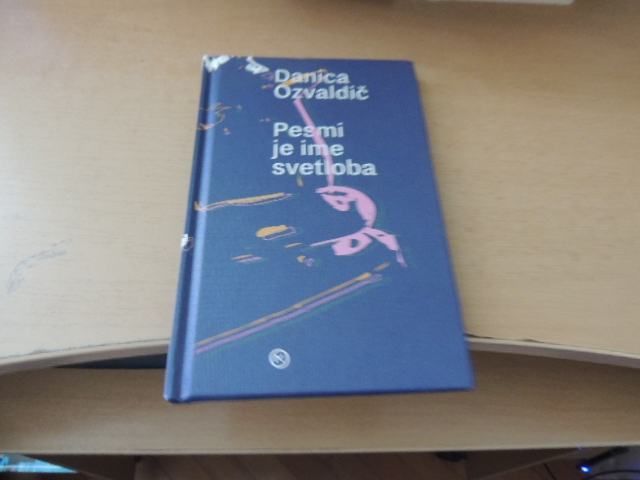 Danica
Ozvaldič
Pesmi
je ime
svetloba